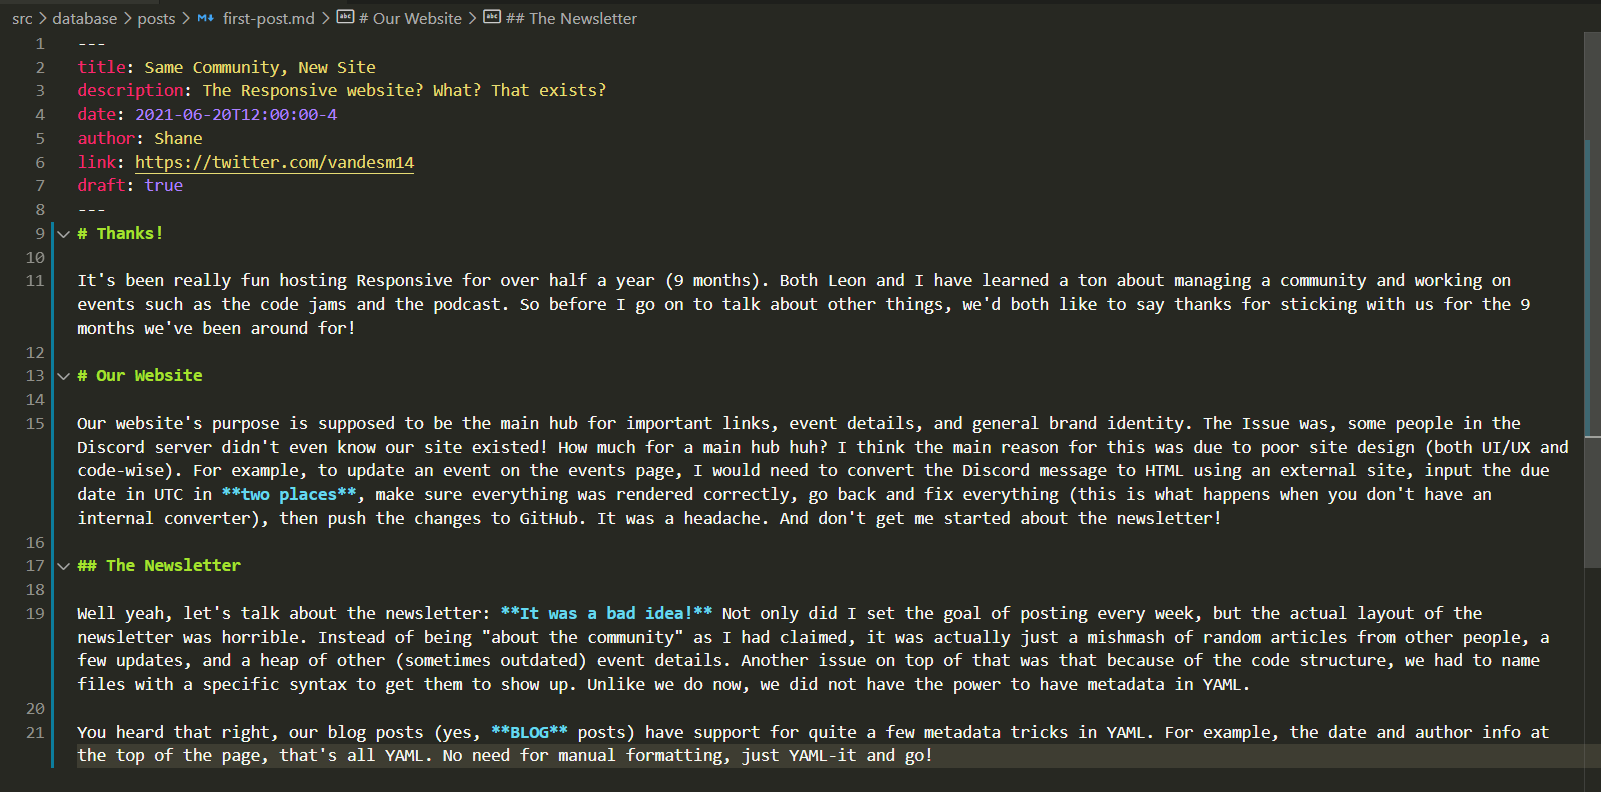 src > database > posts > first-post.md > # Our Website > ## The Newsletter
1 ---
2 title: Same Community, New Site
3 description: The Responsive website? What? That exists?
4 date: 2021-06-20T12:00:00-4
5 author: Shane
6 link: https://twitter.com/vandesm14
7 draft: true
8 ---
9 # Thanks!
10
11 It's been really fun hosting Responsive for over half a year (9 months). Both Leon and I have learned a ton about managing a community and working on
events such as the code jams and the podcast. So before I go on to talk about other things, we'd both like to say thanks for sticking with us for the 9
months we've been around for!
12
13 # Our Website
14
15 Our website's purpose is supposed to be the main hub for important links, event details, and general brand identity. The Issue was, some people in the
Discord server didn't even know our site existed! How much for a main hub huh? I think the main reason for this was due to poor site design (both UI/UX and
code-wise). For example, to update an event on the events page, I would need to convert the Discord message to HTML using an external site, input the due
date in UTC in **two places**, make sure everything was rendered correctly, go back and fix everything (this is what happens when you don't have an
internal converter), then push the changes to GitHub. It was a headache. And don't get me started about the newsletter!
16
17 ## The Newsletter
18
19 Well yeah, let's talk about the newsletter: **It was a bad idea!** Not only did I set the goal of posting every week, but the actual layout of the
newsletter was horrible. Instead of being "about the community" as I had claimed, it was actually just a mishmash of random articles from other people, a
few updates, and a heap of other (sometimes outdated) event details. Another issue on top of that was that because of the code structure, we had to name
files with a specific syntax to get them to show up. Unlike we do now, we did not have the power to have metadata in YAML.
20
21 You heard that right, our blog posts (yes, **BLOG** posts) have support for quite a few metadata tricks in YAML. For example, the date and author info at
the top of the page, that's all YAML. No need for manual formatting, just YAML-it and go!